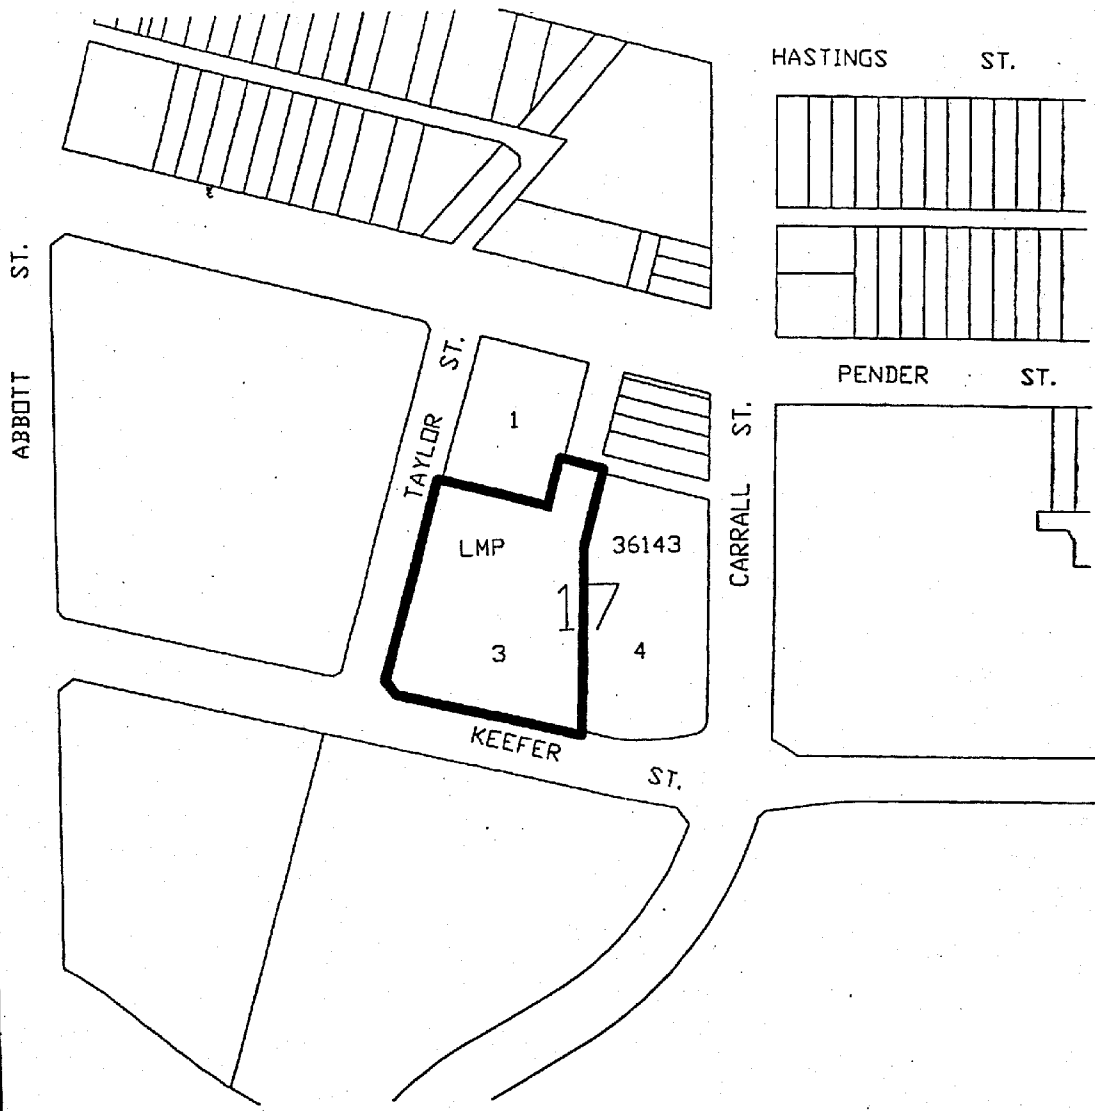 HASTINGS ST.
ABBOTT ST.
TAYLOR ST.
PENDER ST.
CARRALL ST.
1
LMP 36143
17
3
4
KEEFER ST.